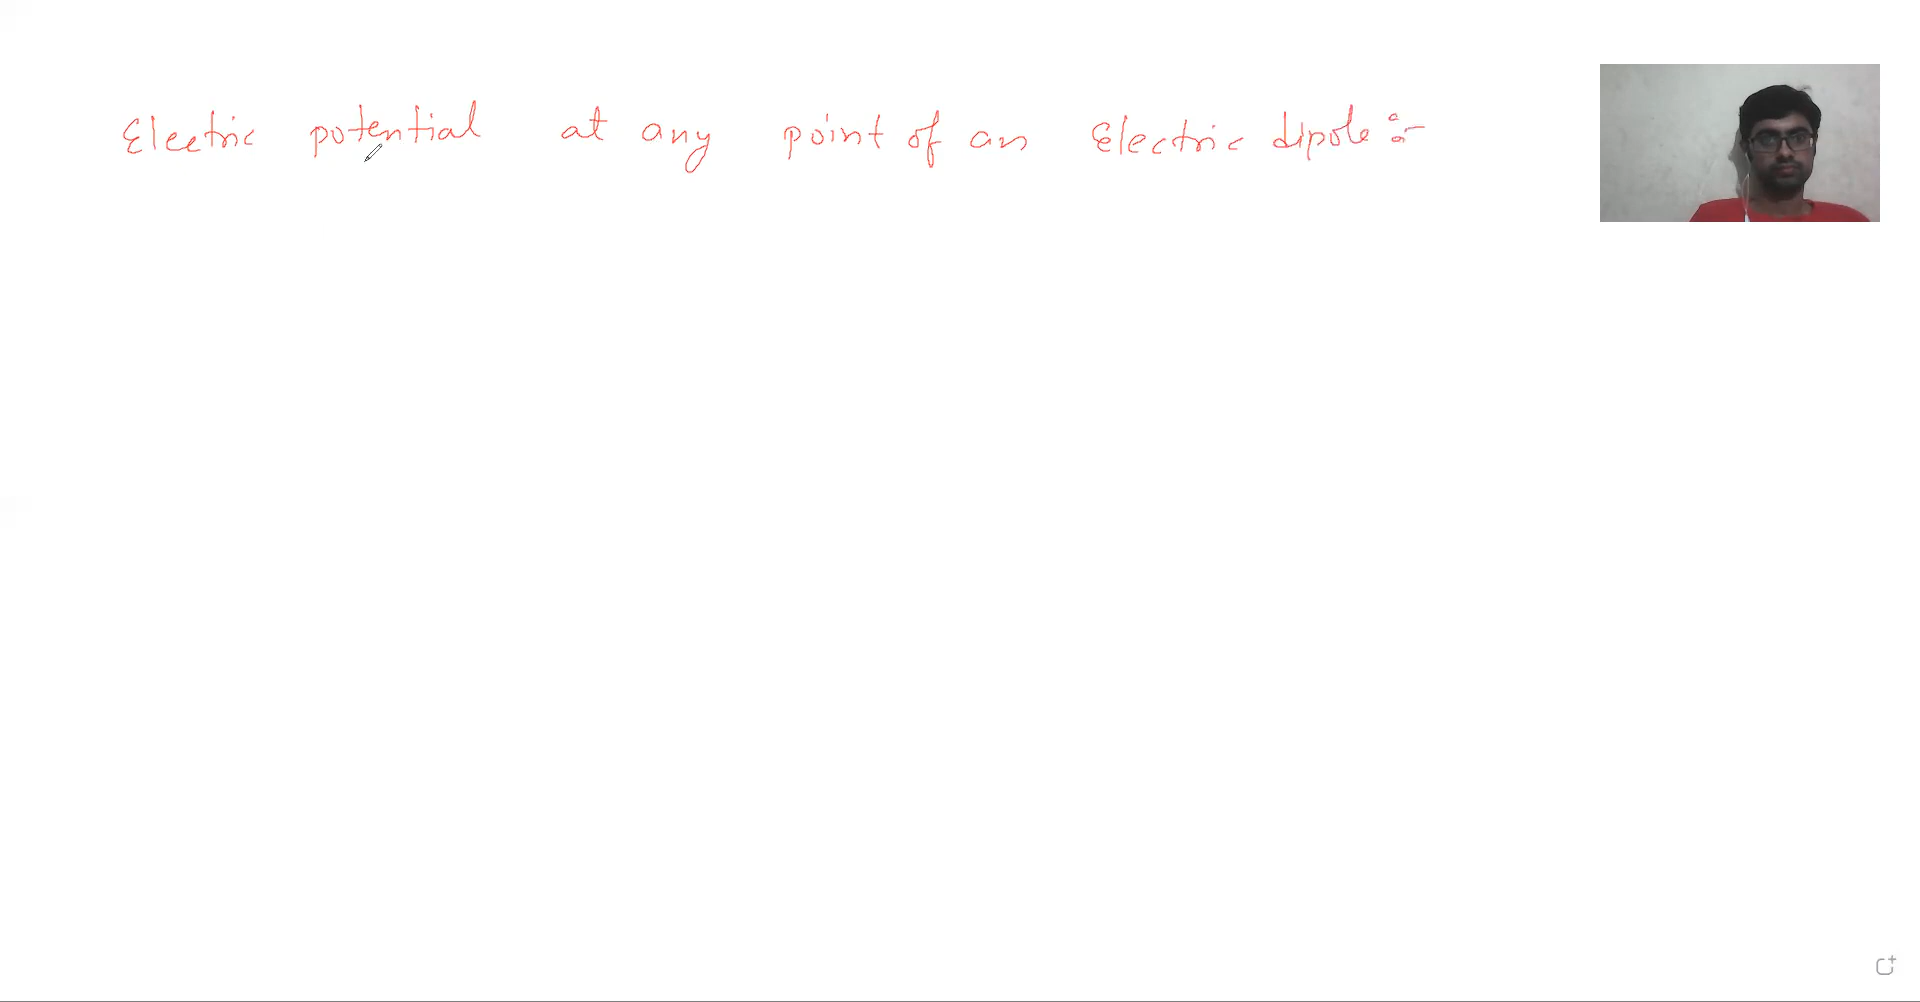 Electric potential at any point of an Electric dipole :-